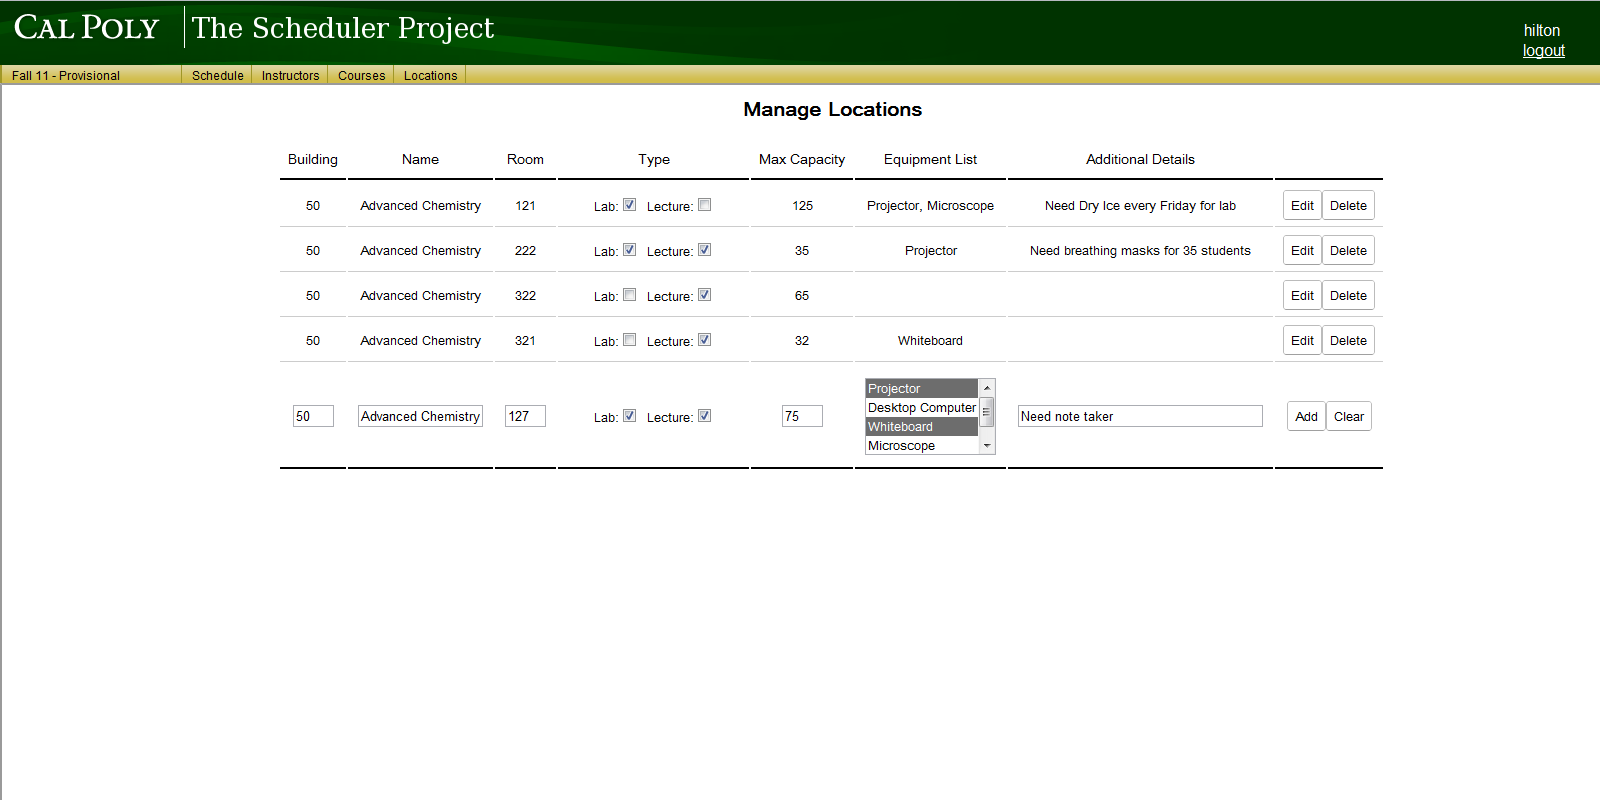 CAL POLY The Scheduler Project
hilton
logout
Fall 11 - Provisional Schedule Instructors Courses Locations
Manage Locations
Building Name Room Type Max Capacity Equipment List Additional Details
50 Advanced Chemistry 121 Lab: Lecture: 125 Projector, Microscope Need Dry Ice every Friday for lab Edit Delete
50 Advanced Chemistry 222 Lab: Lecture: 35 Projector Need breathing masks for 35 students Edit Delete
50 Advanced Chemistry 322 Lab: Lecture: 65 Edit Delete
50 Advanced Chemistry 321 Lab: Lecture: 32 Whiteboard Edit Delete
50 Advanced Chemistry 127 Lab: Lecture: 75 Projector
Desktop Computer
Whiteboard
Microscope
Need note taker Add Clear